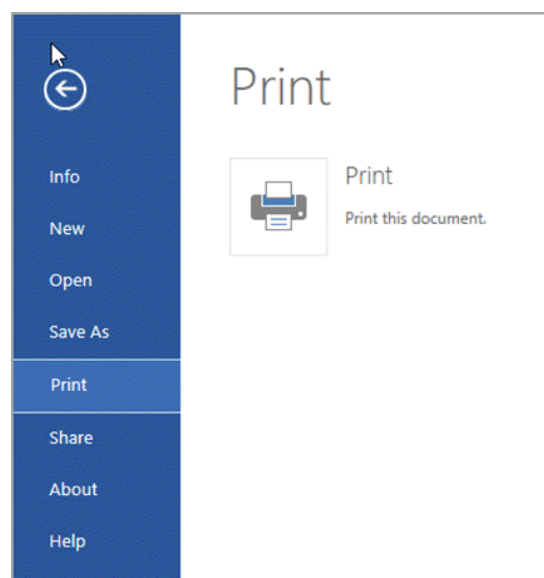 Print
Info
New
Open
Save As
Print
Share
About
Help
Print
Print this document.